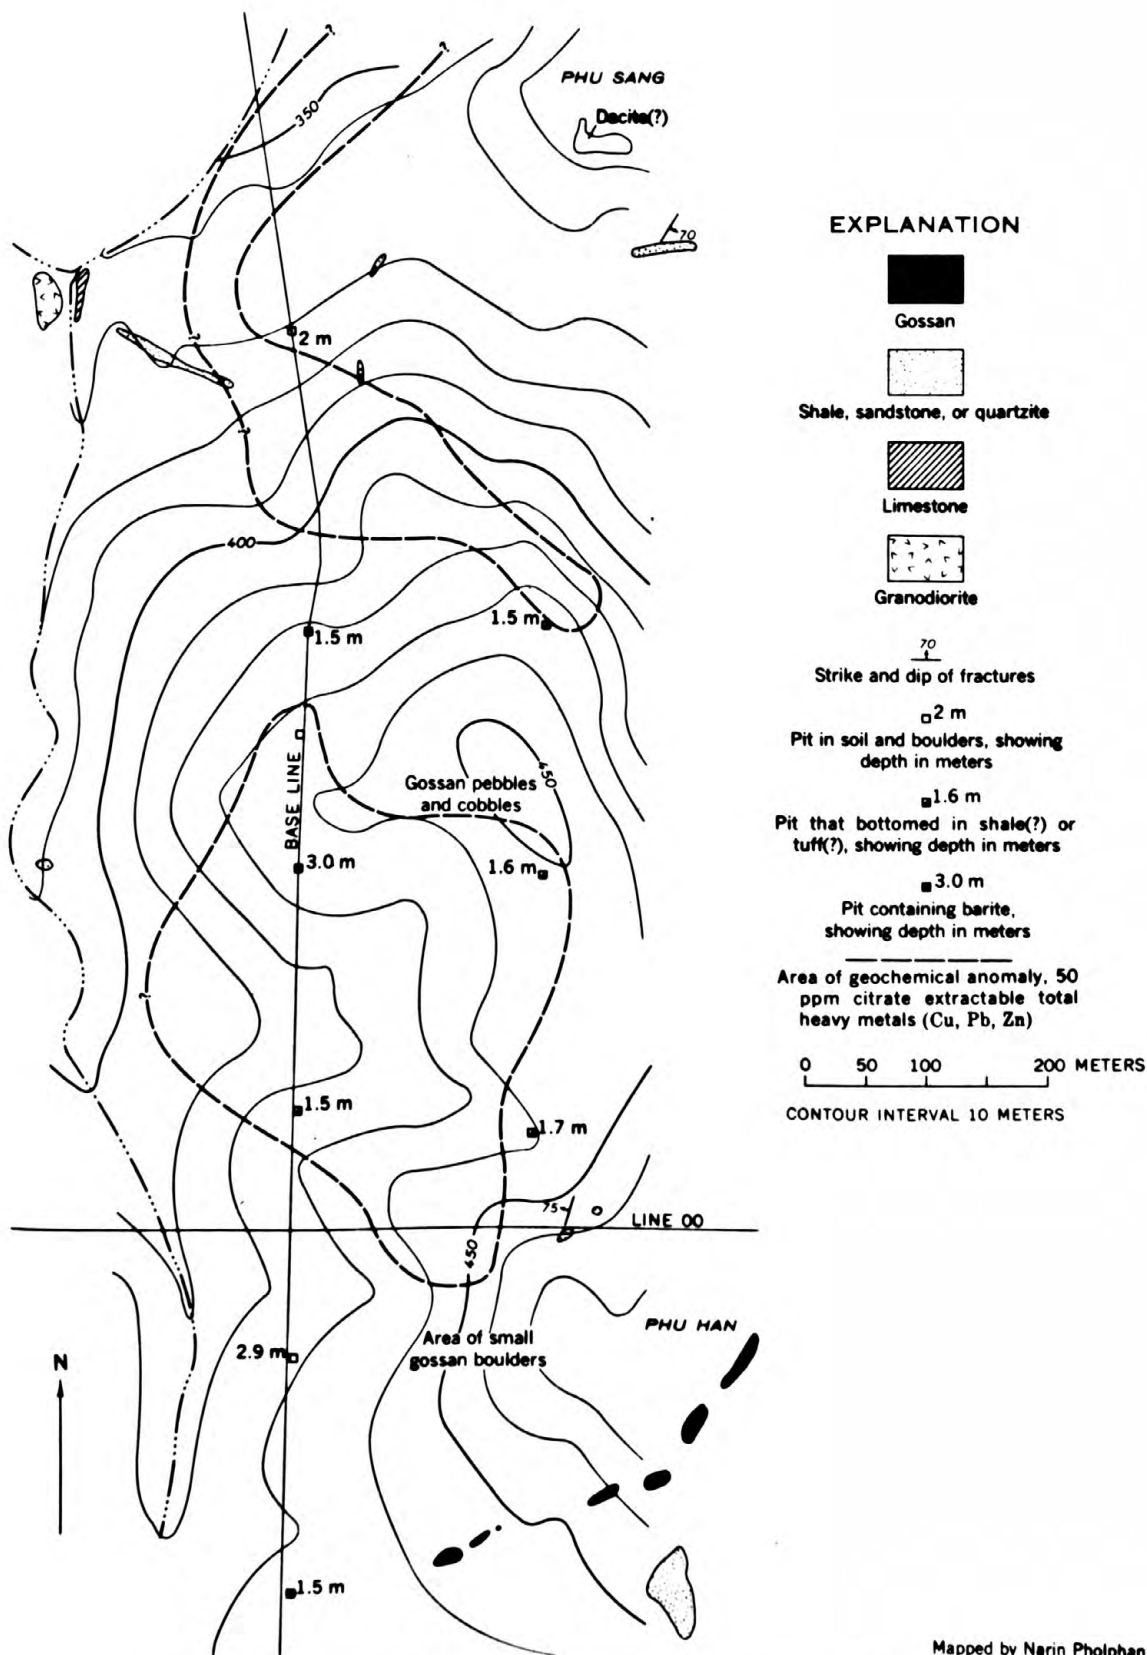 ?
?
PHU SANG
Dacite(?)
350
70
2 m
?
?
400
1.5 m
1.5 m
450
BASE LINE
Gossan pebbles
and cobbles
3.0 m
1.6 m
?
1.5 m
1.7 m
75
LINE 00
450
PHU HAN
Area of small
gossan boulders
2.9 m
N
1.5 m
EXPLANATION
Gossan
Shale, sandstone, or quartzite
Limestone
Granodiorite
70
Strike and dip of fractures
2 m
Pit in soil and boulders, showing
depth in meters
1.6 m
Pit that bottomed in shale(?) or
tuff(?), showing depth in meters
3.0 m
Pit containing barite,
showing depth in meters
Area of geochemical anomaly, 50
ppm citrate extractable total
heavy metals (Cu, Pb, Zn)
0 50 100 200 METERS
CONTOUR INTERVAL 10 METERS
Mapped by Narin Pholphan